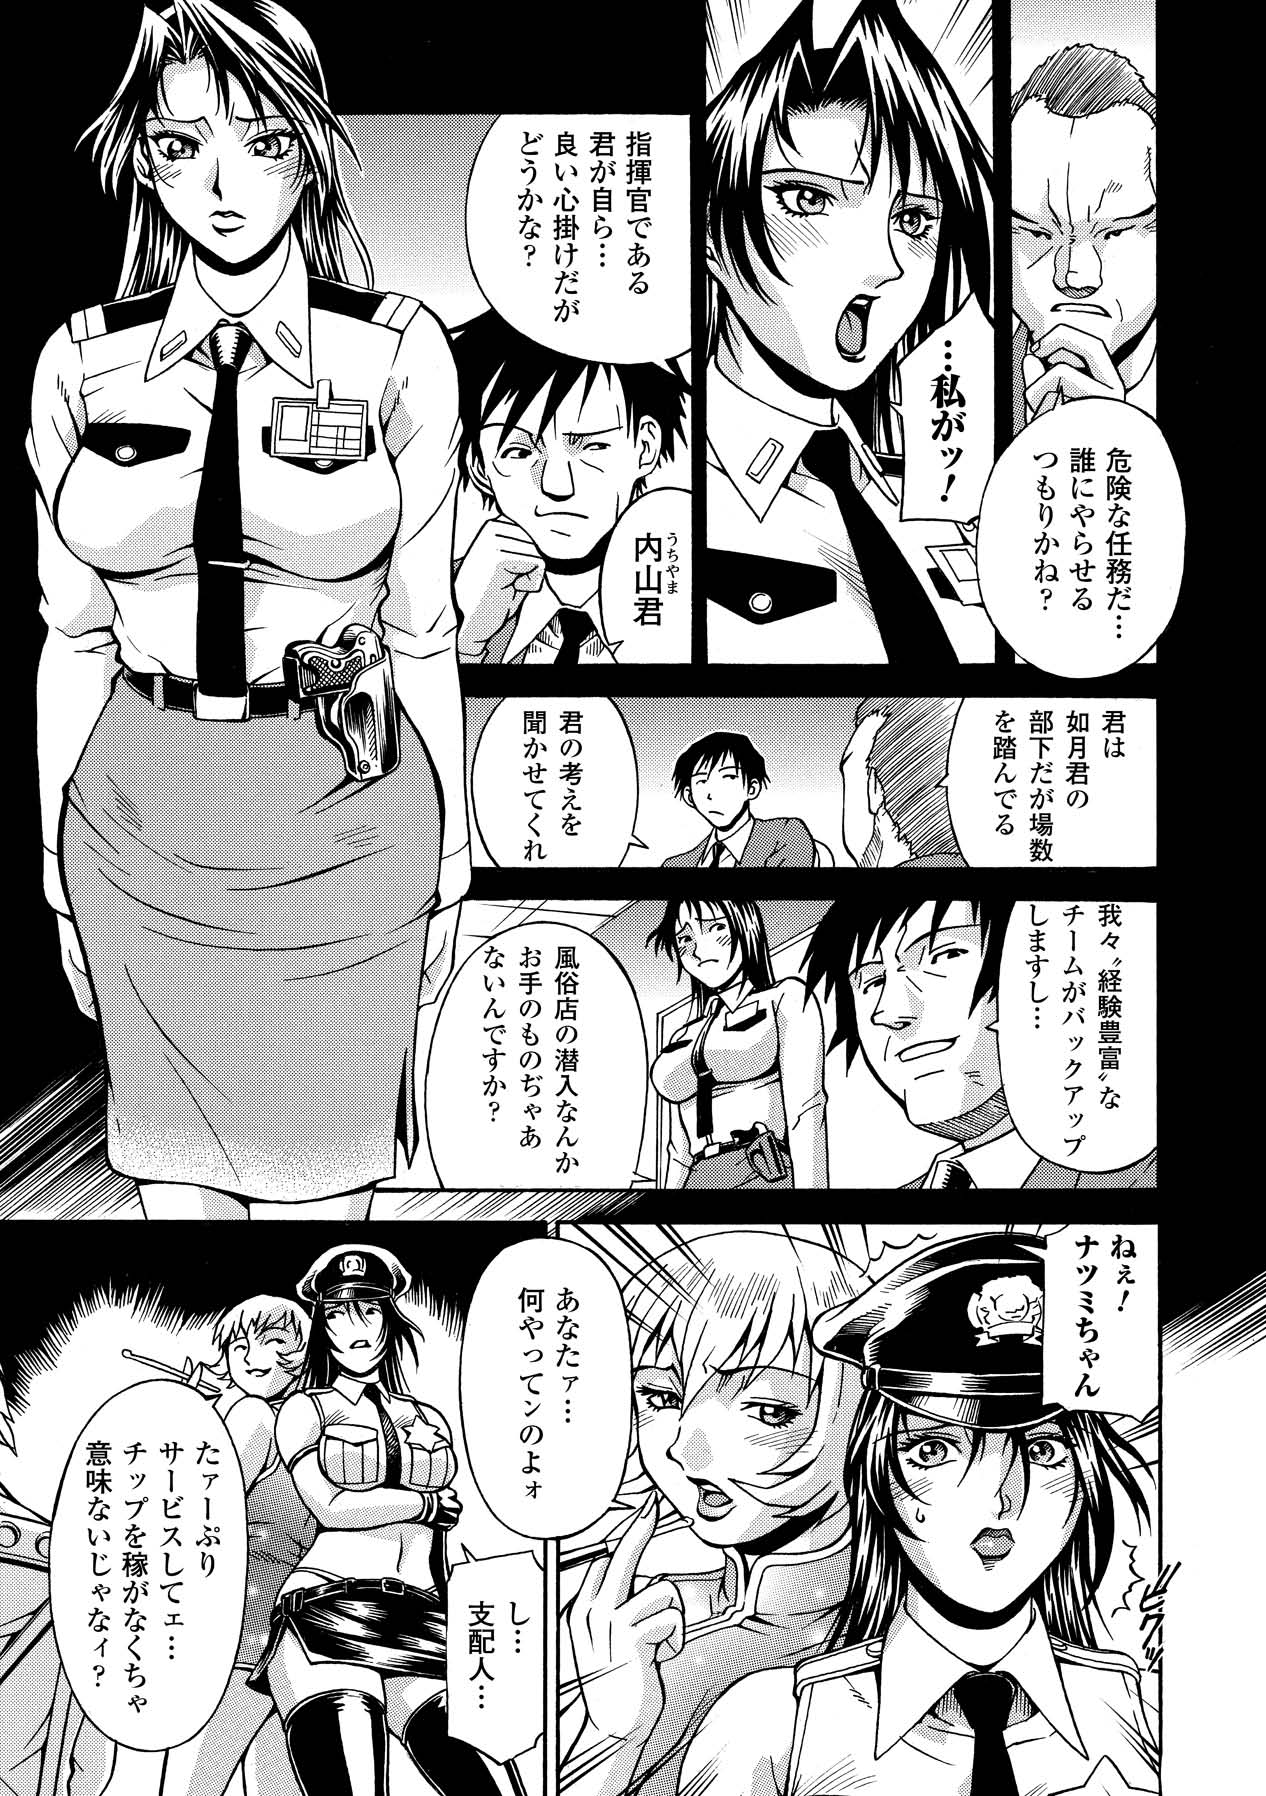 危険な任務だ…
誰にやらせる
つもりかね？
…私がッ！
指揮官である
君が自ら…
良い心掛けだが
どうかな？
内山君
うちやま
君は
如月君の
部下だが場数
を踏んでる
君の考えを
聞かせてくれ
我々〝経験豊富〟な
チームがバックアップ
しますし…
風俗店の潜入なんか
お手のものぢゃあ
ないんですか？
ねぇ！
ナツミちゃん
ビクッ
あなたァ…
何やってンのよォ
し…
支配人…
たァーぷり
サービスしてェ…
チップを稼がなくちゃ
意味ないじゃなィ？